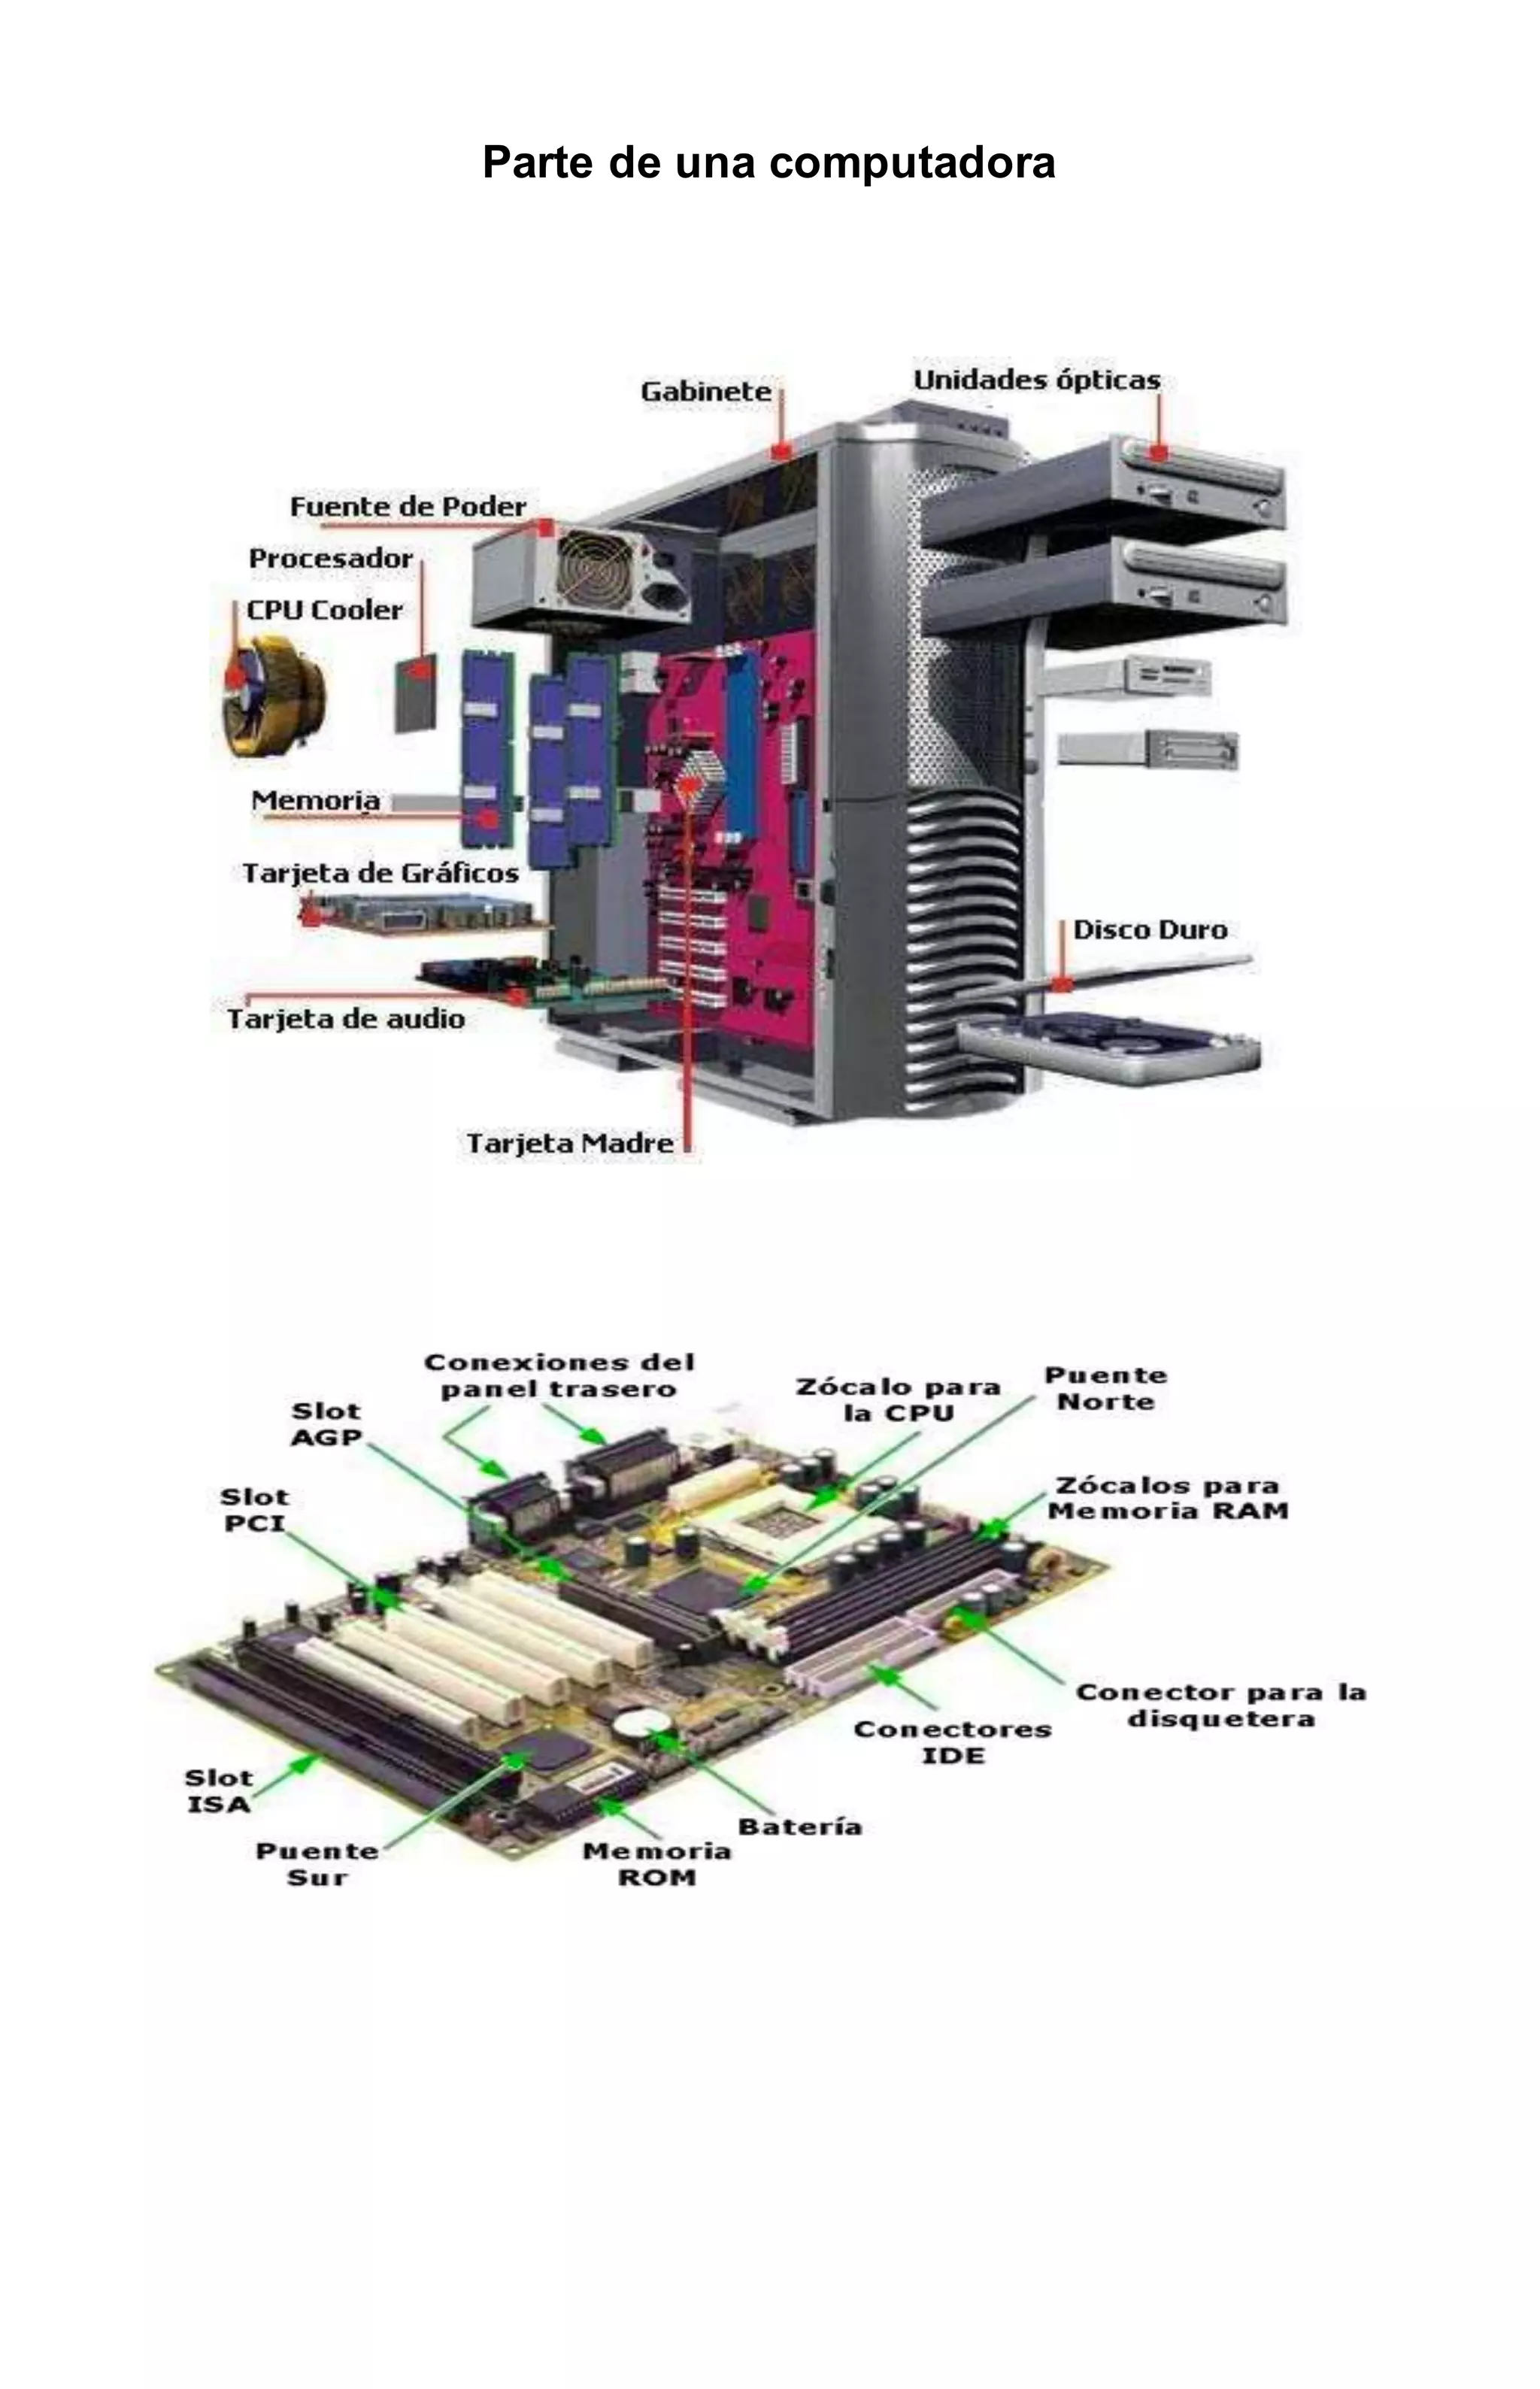 Parte de una computadora
Gabinete
Unidades ópticas
Fuente de Poder
Procesador
CPU Cooler
Memoria
Tarjeta de Gráficos
Disco Duro
Tarjeta de audio
Tarjeta Madre
Conexiones del
panel trasero
Slot
AGP
Zócalo para
la CPU
Puente
Norte
Slot
PCI
Zócalos para
Memoria RAM
Conector para la
disquetera
Conectores
IDE
Slot
ISA
Batería
Puente
Sur
Memoria
ROM